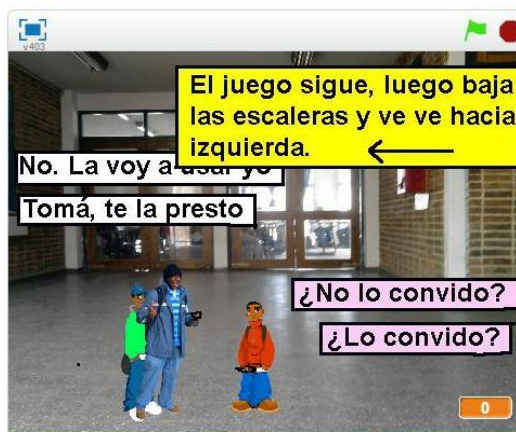 v403
El juego sigue, luego baja
las escaleras y ve ve hacia
izquierda.
No. La voy a usar yo
Tomá, te la presto
¿No lo convido?
¿Lo convido?
0